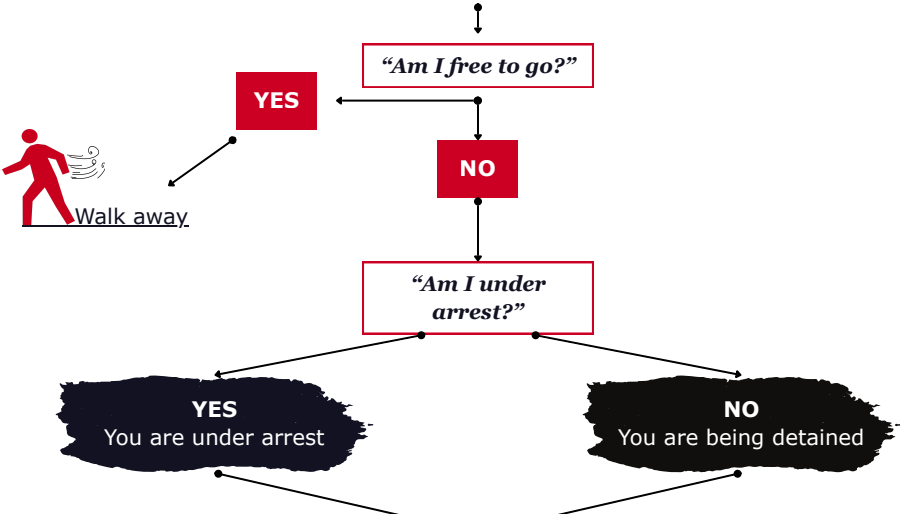 “Am I free to go?”
YES
NO
Walk away
“Am I under
arrest?”
YES
You are under arrest
NO
You are being detained